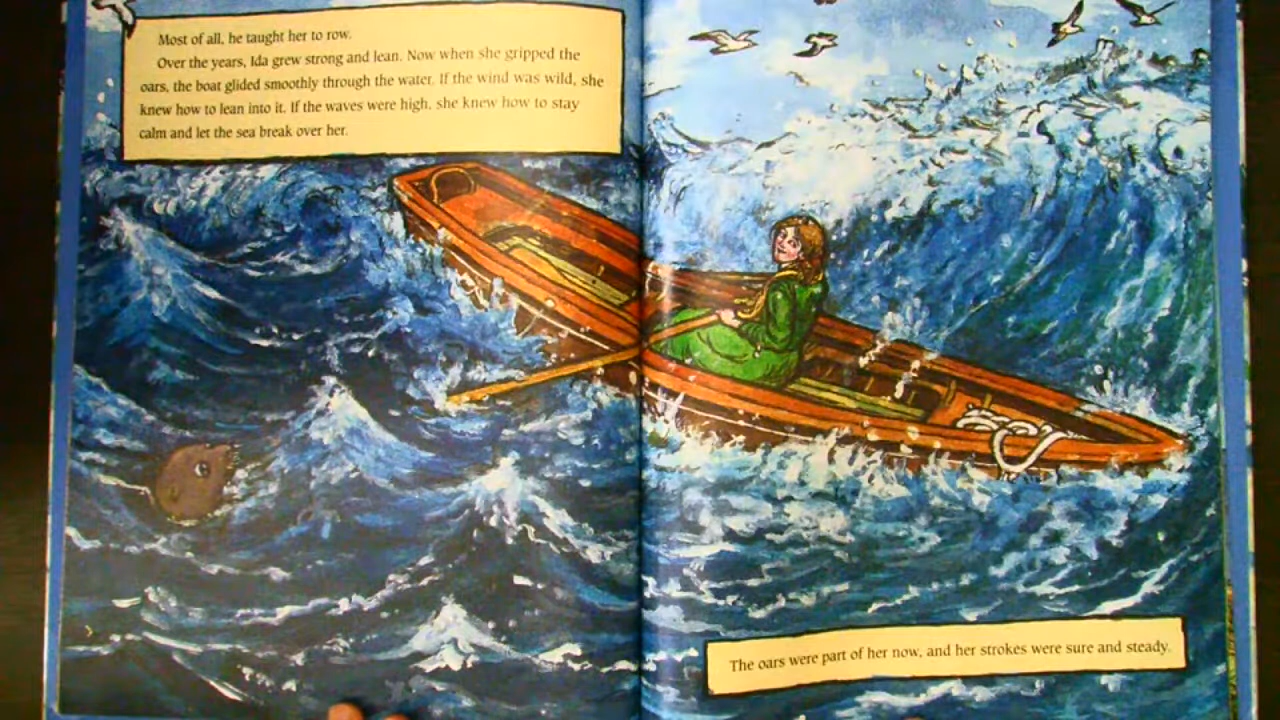 Most of all, he taught her to row.
Over the years, Ida grew strong and lean. Now when she gripped the
oars, the boat glided smoothly through the water. If the wind was wild, she
knew how to lean into it. If the waves were high, she knew how to stay
calm and let the sea break over her.
The oars were part of her now, and her strokes were sure and steady.